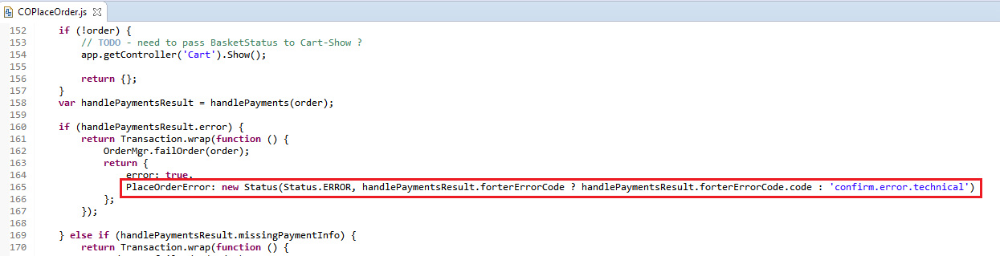 COPlaceOrder.js
152 if (!order) {
153 // TODO - need to pass BasketStatus to Cart-Show ?
154 app.getController('Cart').Show();
155
156 return {};
157 }
158 var handlePaymentsResult = handlePayments(order);
159
160 if (handlePaymentsResult.error) {
161 return Transaction.wrap(function () {
162 OrderMgr.failOrder(order);
163 return {
164 error: true,
165 PlaceOrderError: new Status(Status.ERROR, handlePaymentsResult.forterErrorCode ? handlePaymentsResult.forterErrorCode.code : 'confirm.error.technical')
166 };
167 });
168
169 } else if (handlePaymentsResult.missingPaymentInfo) {
170 return Transaction.wrap(function () {